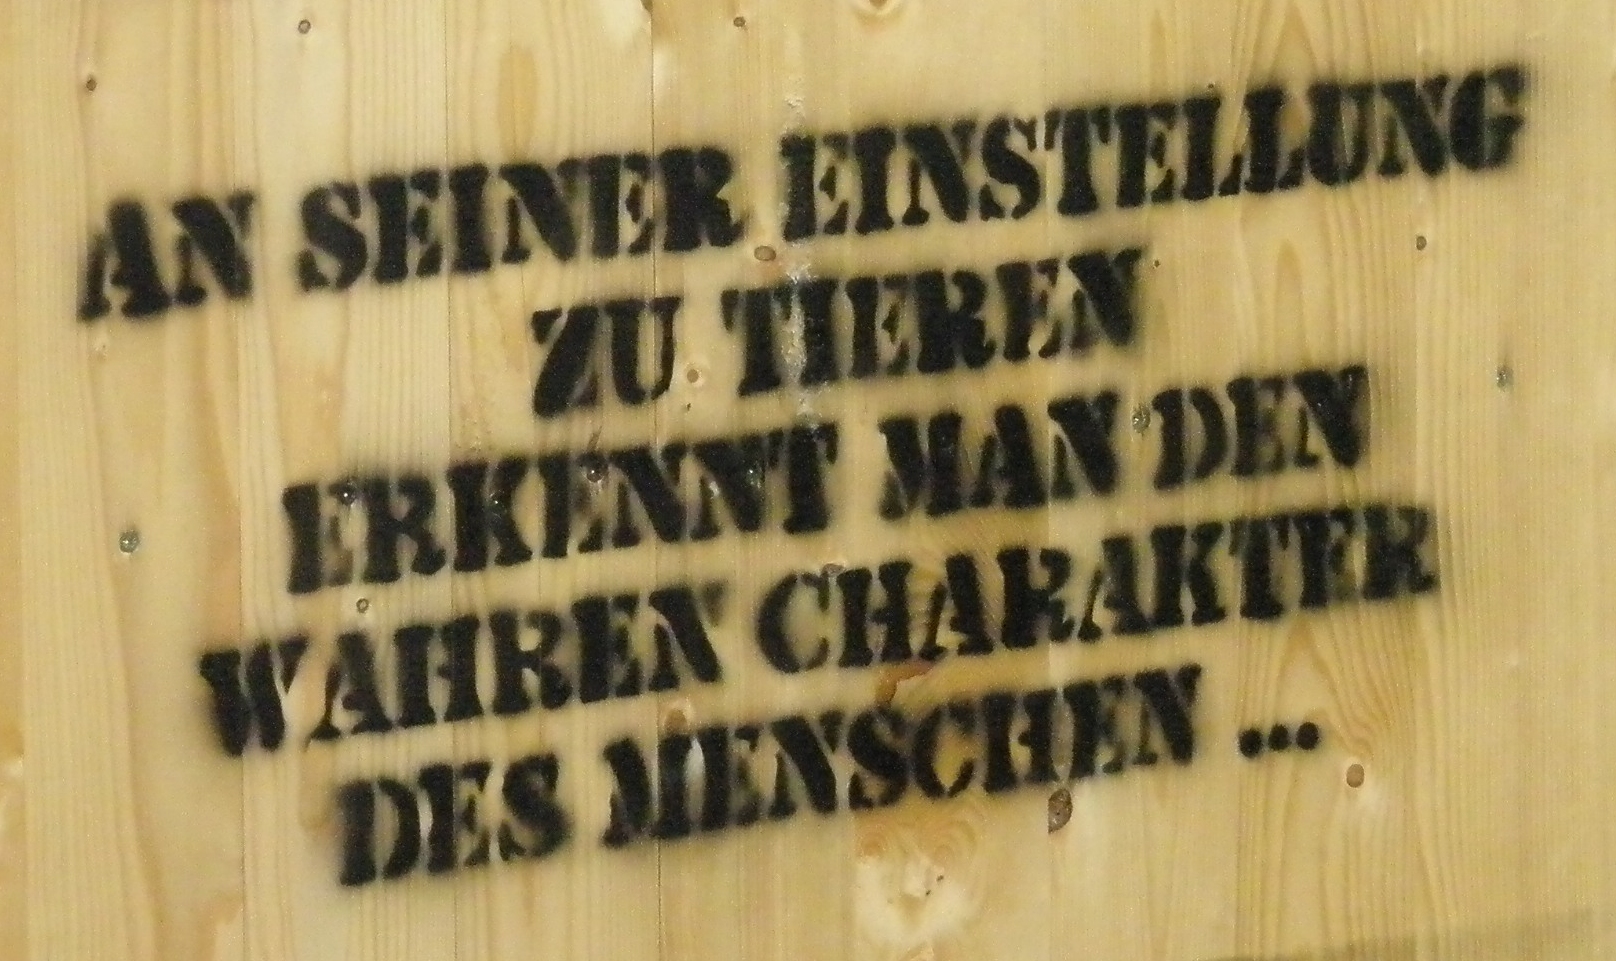 AN SEINER EINSTELLUNG
ZU TIEREN
ERKENNT MAN DEN
WAHREN CHARAKTER
DES MENSCHEN ...